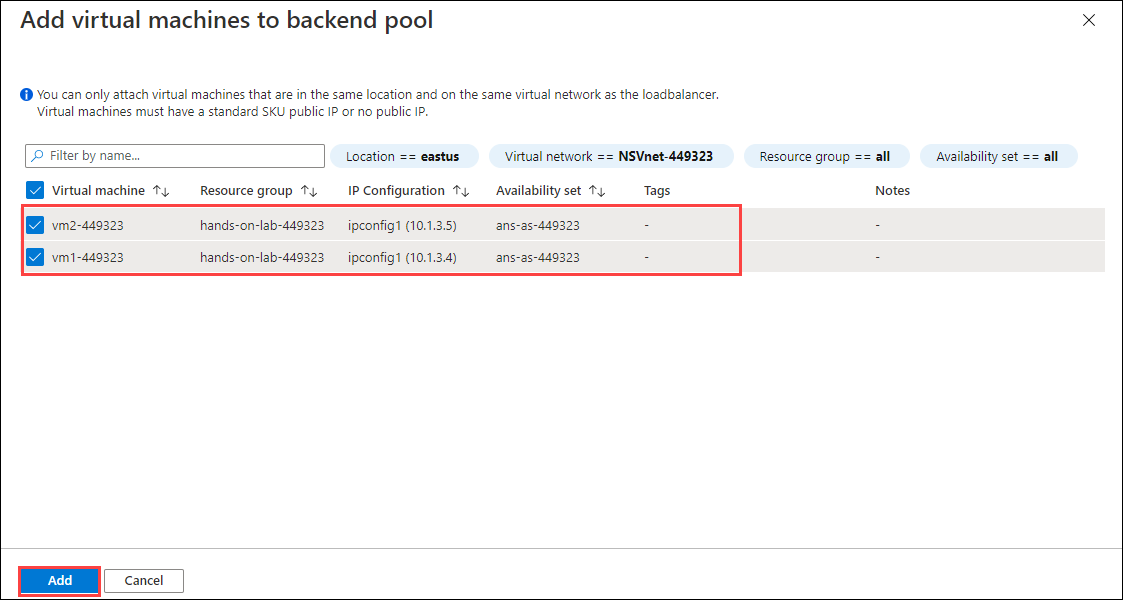 Add virtual machines to backend pool
You can only attach virtual machines that are in the same location and on the same virtual network as the loadbalancer.
Virtual machines must have a standard SKU public IP or no public IP.
Filter by name... Location == eastus Virtual network == NSVnet-449323 Resource group == all Availability set == all
Virtual machine ↑↓ Resource group ↑↓ IP Configuration ↑↓ Availability set ↑↓ Tags Notes
vm2-449323 hands-on-lab-449323 ipconfig1 (10.1.3.5) ans-as-449323 - -
vm1-449323 hands-on-lab-449323 ipconfig1 (10.1.3.4) ans-as-449323 - -
Add Cancel